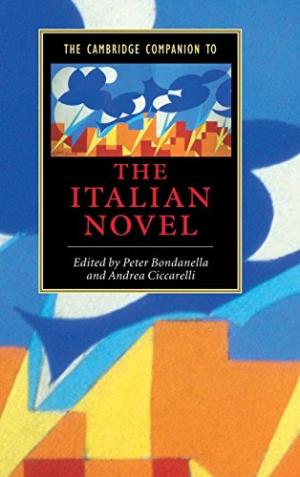 THE CAMBRIDGE COMPANION TO
THE
ITALIAN
NOVEL
Edited by Peter Bondanella
and Andrea Ciccarelli